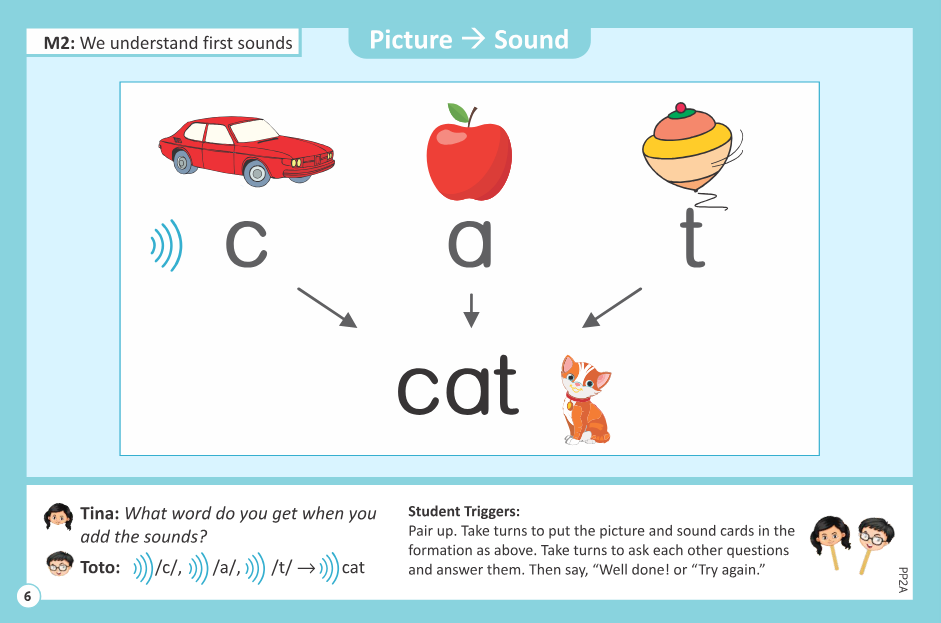 M2: We understand first sounds
Picture → Sound
c a t
cat
Tina: What word do you get when you
add the sounds?
Toto: /c/, /a/, /t/ → cat
Student Triggers:
Pair up. Take turns to put the picture and sound cards in the
formation as above. Take turns to ask each other questions
and answer them. Then say, “Well done! or “Try again.”
PP2A
6